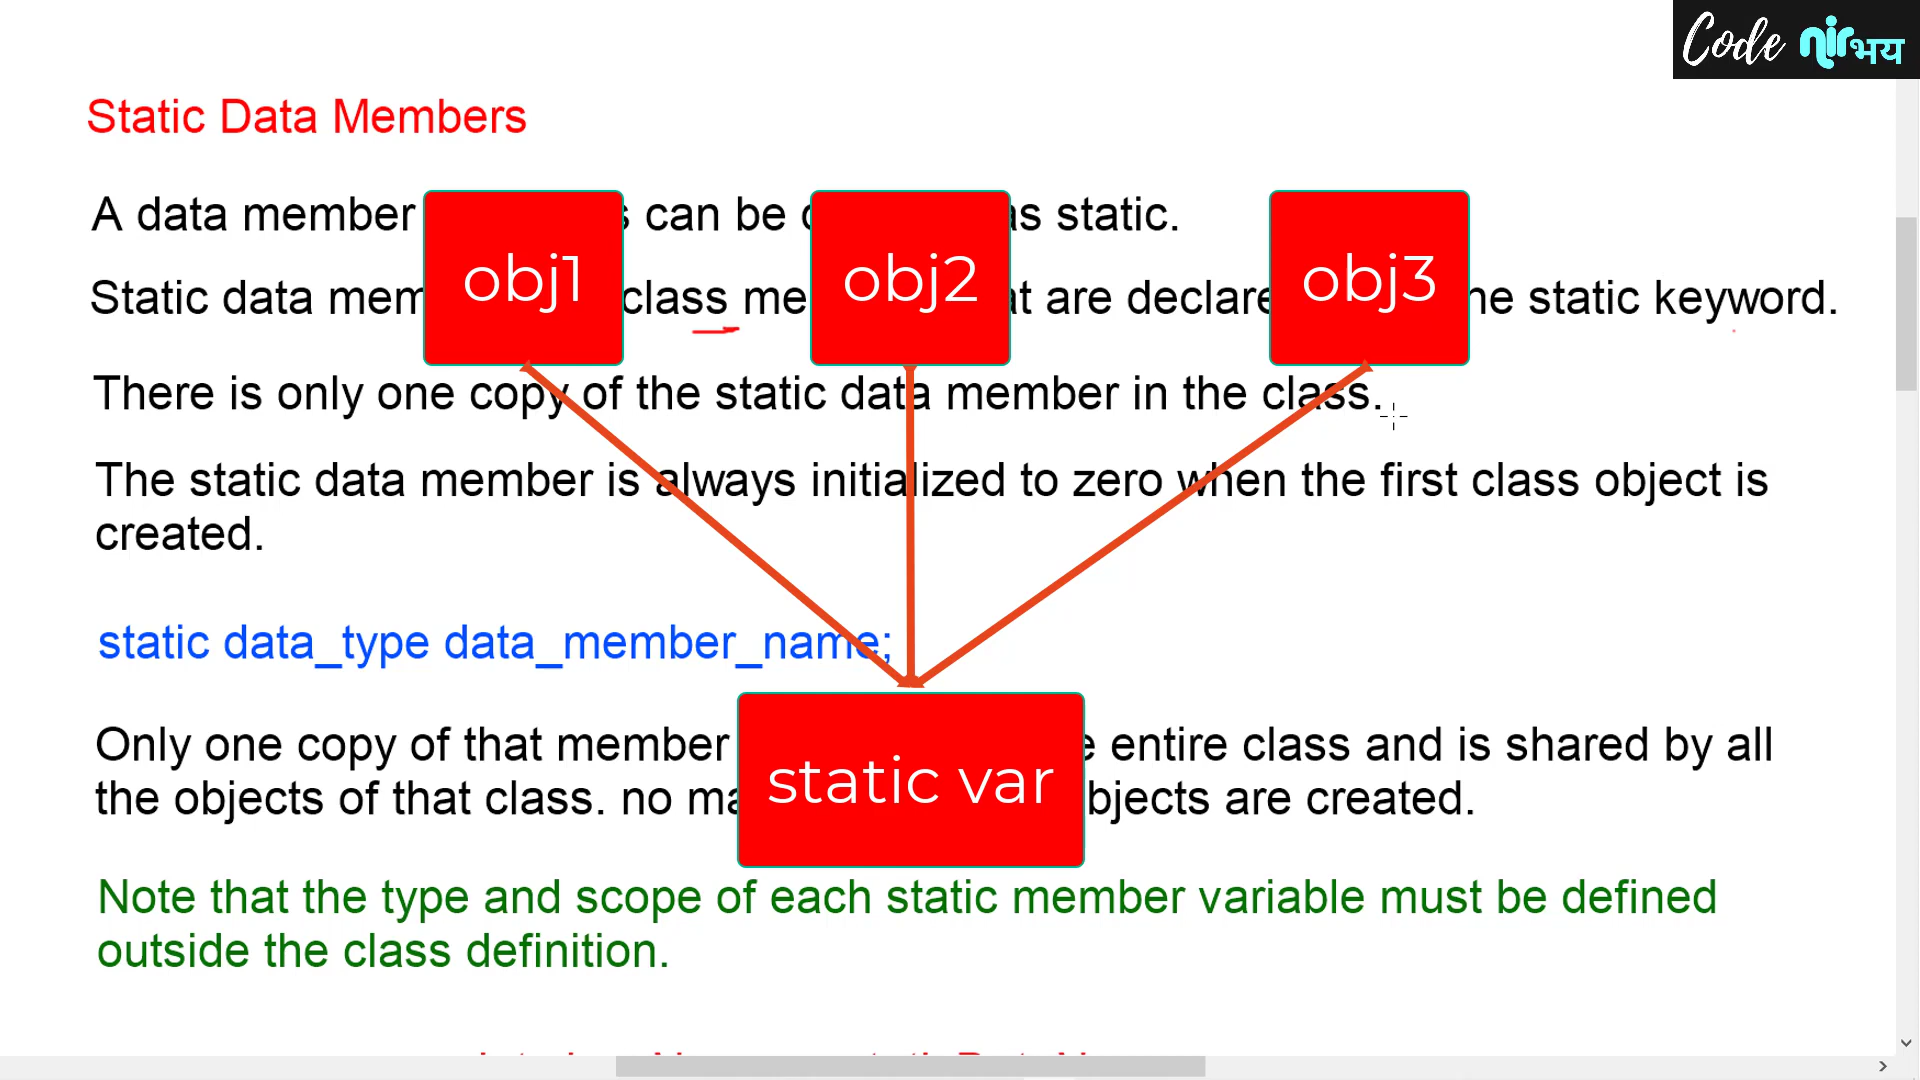 Code निर्भय
Static Data Members
A data member can be as static.
obj1
obj2
obj3
Static data class are declare static keyword.
There is only one copy of the static data member in the class.
The static data member is always initialized to zero when the first class object is
created.
static data_type data_member_name;
Only one copy of that member entire class and is shared by all
the objects of that class. no are created.
static var
Note that the type and scope of each static member variable must be defined
outside the class definition.